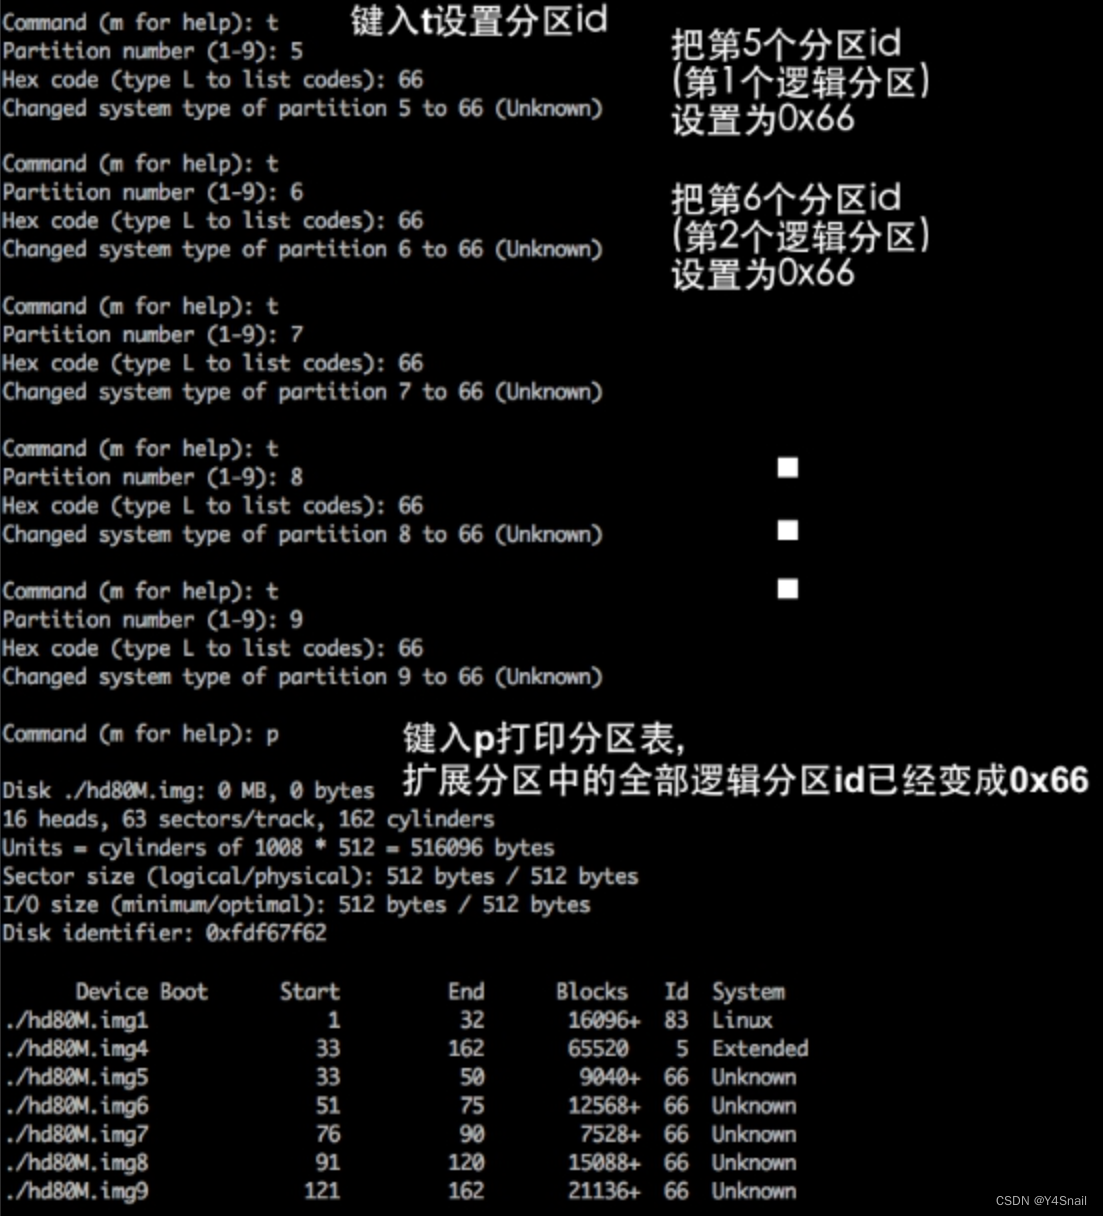 Command (m for help): t
键入t设置分区id
Partition number (1-9): 5
Hex code (type L to list codes): 66
Changed system type of partition 5 to 66 (Unknown)
把第5个分区id
(第1个逻辑分区)
设置为0x66
Command (m for help): t
Partition number (1-9): 6
Hex code (type L to list codes): 66
Changed system type of partition 6 to 66 (Unknown)
把第6个分区id
(第2个逻辑分区)
设置为0x66
Command (m for help): t
Partition number (1-9): 7
Hex code (type L to list codes): 66
Changed system type of partition 7 to 66 (Unknown)
Command (m for help): t
Partition number (1-9): 8
Hex code (type L to list codes): 66
Changed system type of partition 8 to 66 (Unknown)
Command (m for help): t
Partition number (1-9): 9
Hex code (type L to list codes): 66
Changed system type of partition 9 to 66 (Unknown)
Command (m for help): p
键入p打印分区表,
扩展分区中的全部逻辑分区id已经变成0x66
Disk ./hd80M.img: 0 MB, 0 bytes
16 heads, 63 sectors/track, 162 cylinders
Units = cylinders of 1008 * 512 = 516096 bytes
Sector size (logical/physical): 512 bytes / 512 bytes
I/O size (minimum/optimal): 512 bytes / 512 bytes
Disk identifier: 0xfdf67f62
Device Boot Start End Blocks Id System
./hd80M.img1 1 32 16096+ 83 Linux
./hd80M.img4 33 162 65520 5 Extended
./hd80M.img5 33 50 9040+ 66 Unknown
./hd80M.img6 51 75 12568+ 66 Unknown
./hd80M.img7 76 90 7528+ 66 Unknown
./hd80M.img8 91 120 15088+ 66 Unknown
./hd80M.img9 121 162 21136+ 66 Unknown
CSDN @Y4Snail